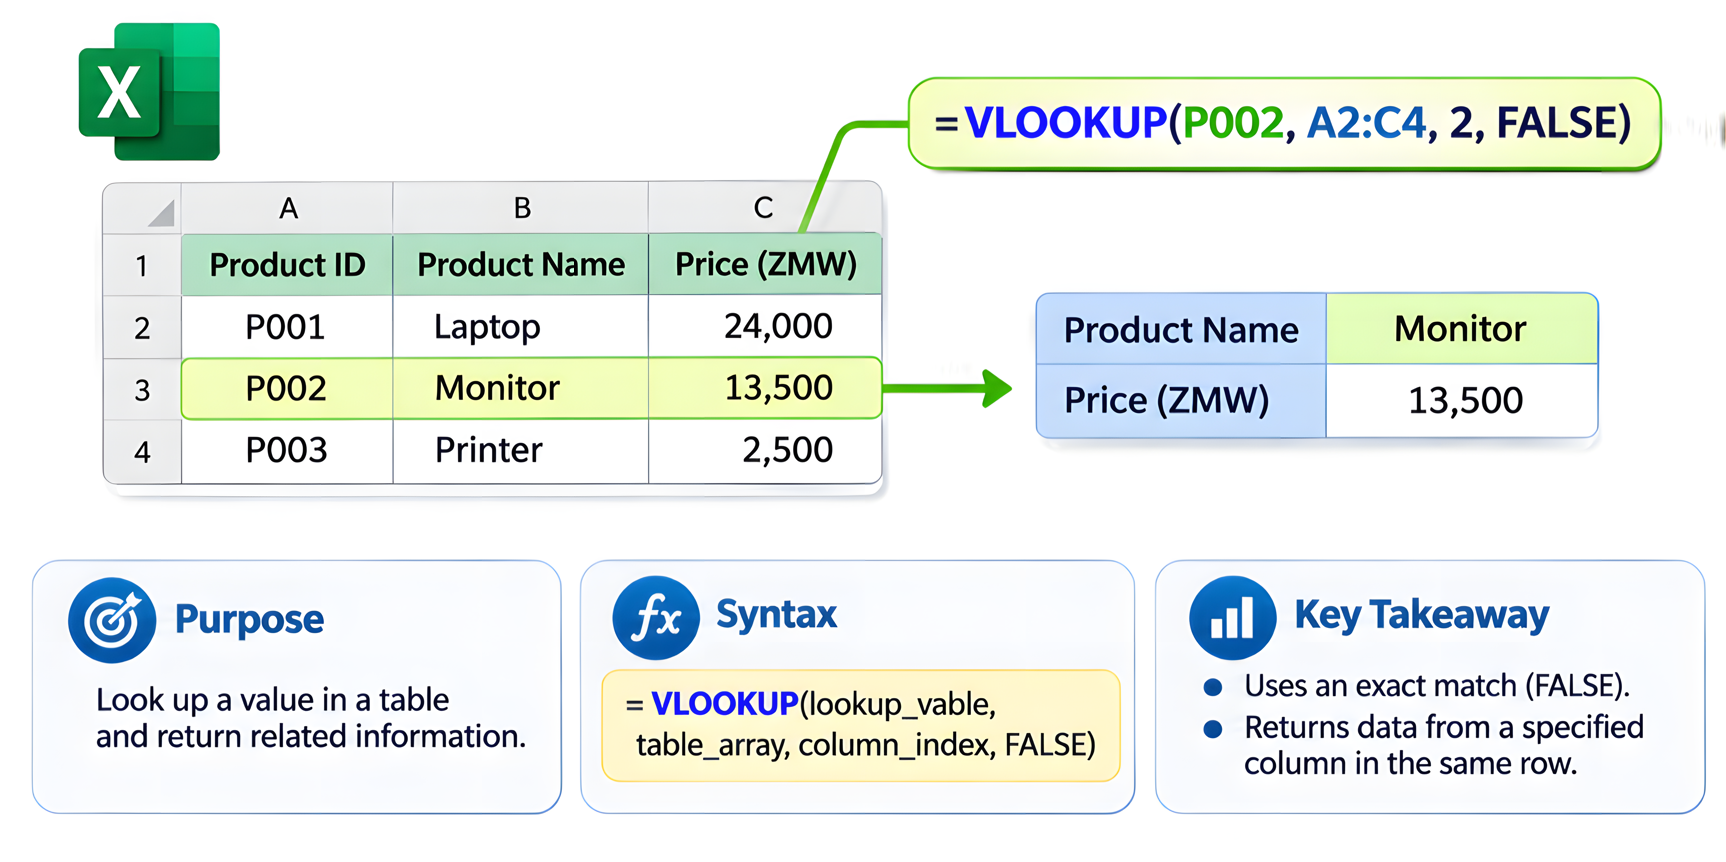 X
= VLOOKUP(P002, A2:C4, 2, FALSE)
A B C
1 Product ID Product Name Price (ZMW)
2 P001 Laptop 24,000
3 P002 Monitor 13,500
4 P003 Printer 2,500
Product Name Monitor
Price (ZMW) 13,500
Purpose
Look up a value in a table
and return related information.
fx Syntax
= VLOOKUP(lookup_vable,
table_array, column_index, FALSE)
Key Takeaway
Uses an exact match (FALSE).
Returns data from a specified
column in the same row.